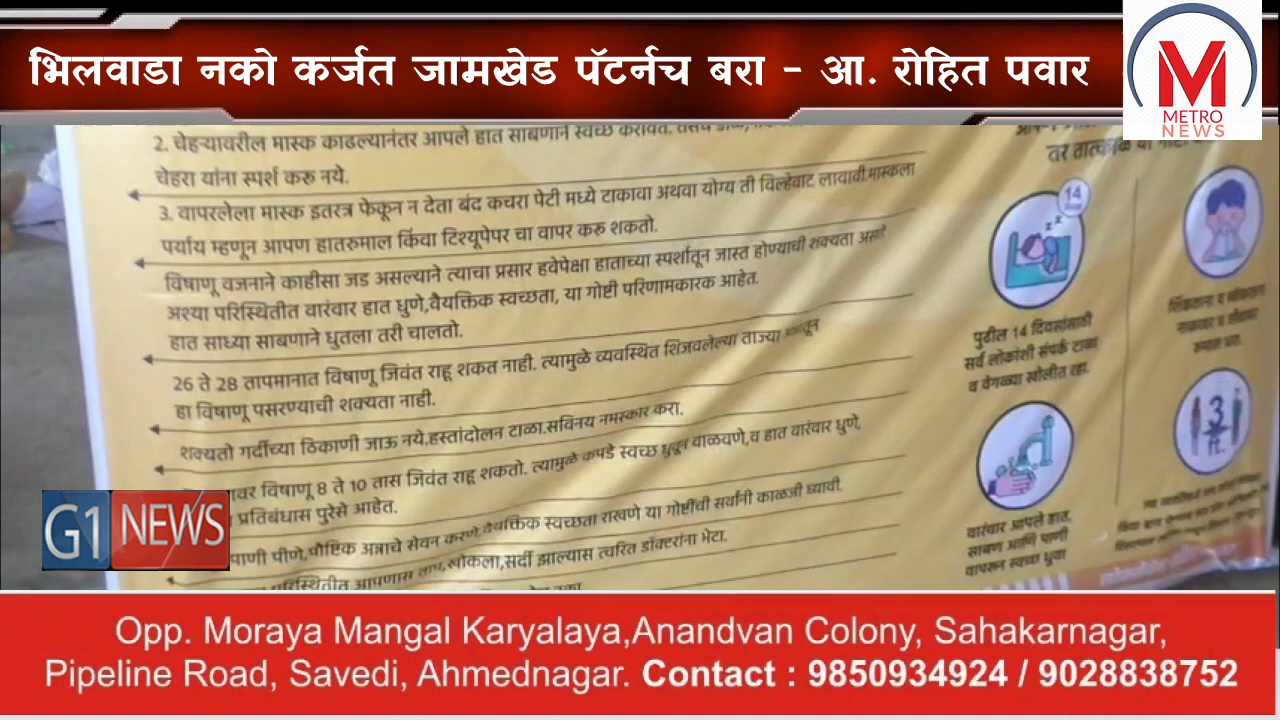 भिलवाडा नको कर्जत जामखेड पॅटर्नच बरा - आ. रोहित पवार
METRO
NEWS
2. चेहऱ्यावरील मास्क काढल्यानंतर आपले हात साबणाने स्वच्छ करावेत.
चेहरा यांना स्पर्श करू नये.
3. वापरलेला मास्क इतरत्र फेकून न देता बंद कचरा पेटी मध्ये टाकावा अथवा योग्य ती विल्हेवाट लावावी.मास्कला
पर्याय म्हणून आपण हातरुमाल किंवा टिश्यूपेपर चा वापर करू शकतो.
विषाणू वजनाने काहीसा जड असल्याने त्याचा प्रसार हवेपेक्षा हाताच्या स्पर्शातून जास्त होण्याची शक्यता असते
अश्या परिस्थितीत वारंवार हात धुणे,वैयक्तिक स्वच्छता, या गोष्टी परिणामकारक आहेत.
हात साध्या साबणाने धुतला तरी चालतो.
26 ते 28 तापमानात विषाणू जिवंत राहू शकत नाही. त्यामुळे व्यवस्थित शिजवलेल्या ताज्या
हा विषाणू पसरण्याची शक्यता नाही.
शक्यतो गर्दीच्या ठिकाणी जाऊ नये.हस्तांदोलन टाळा.सविनय नमस्कार करा.
वर विषाणू 8 ते 10 तास जिवंत राहू शकतो. त्यामुळे कपडे स्वच्छ धुवून वाळवणे,व हात वारंवार धुणे,
प्रतिबंधास पुरेसे आहेत.
पाणी पीणे,पौष्टिक अन्नाचे सेवन करणे,वैयक्तिक स्वच्छता राखणे या गोष्टींची सर्वांनी काळजी घ्यावी.
परिस्थितीत आपणास ताप,खोकला,सर्दी झाल्यास त्वरित डॉक्टरांना भेटा.
तर तात्काळ
14
पुढील 14 दिवसांसाठी
सर्व लोकांशी संपर्क टाळा
व वेगळ्या खोलीत रहा.
वारंवार आपले हात,
साबण आणि पाणी
वापरून स्वच्छ धुवा
3
ft.
G1 NEWS
Opp. Moraya Mangal Karyalaya,Anandvan Colony, Sahakarnagar,
Pipeline Road, Savedi, Ahmednagar. Contact : 9850934924 / 9028838752